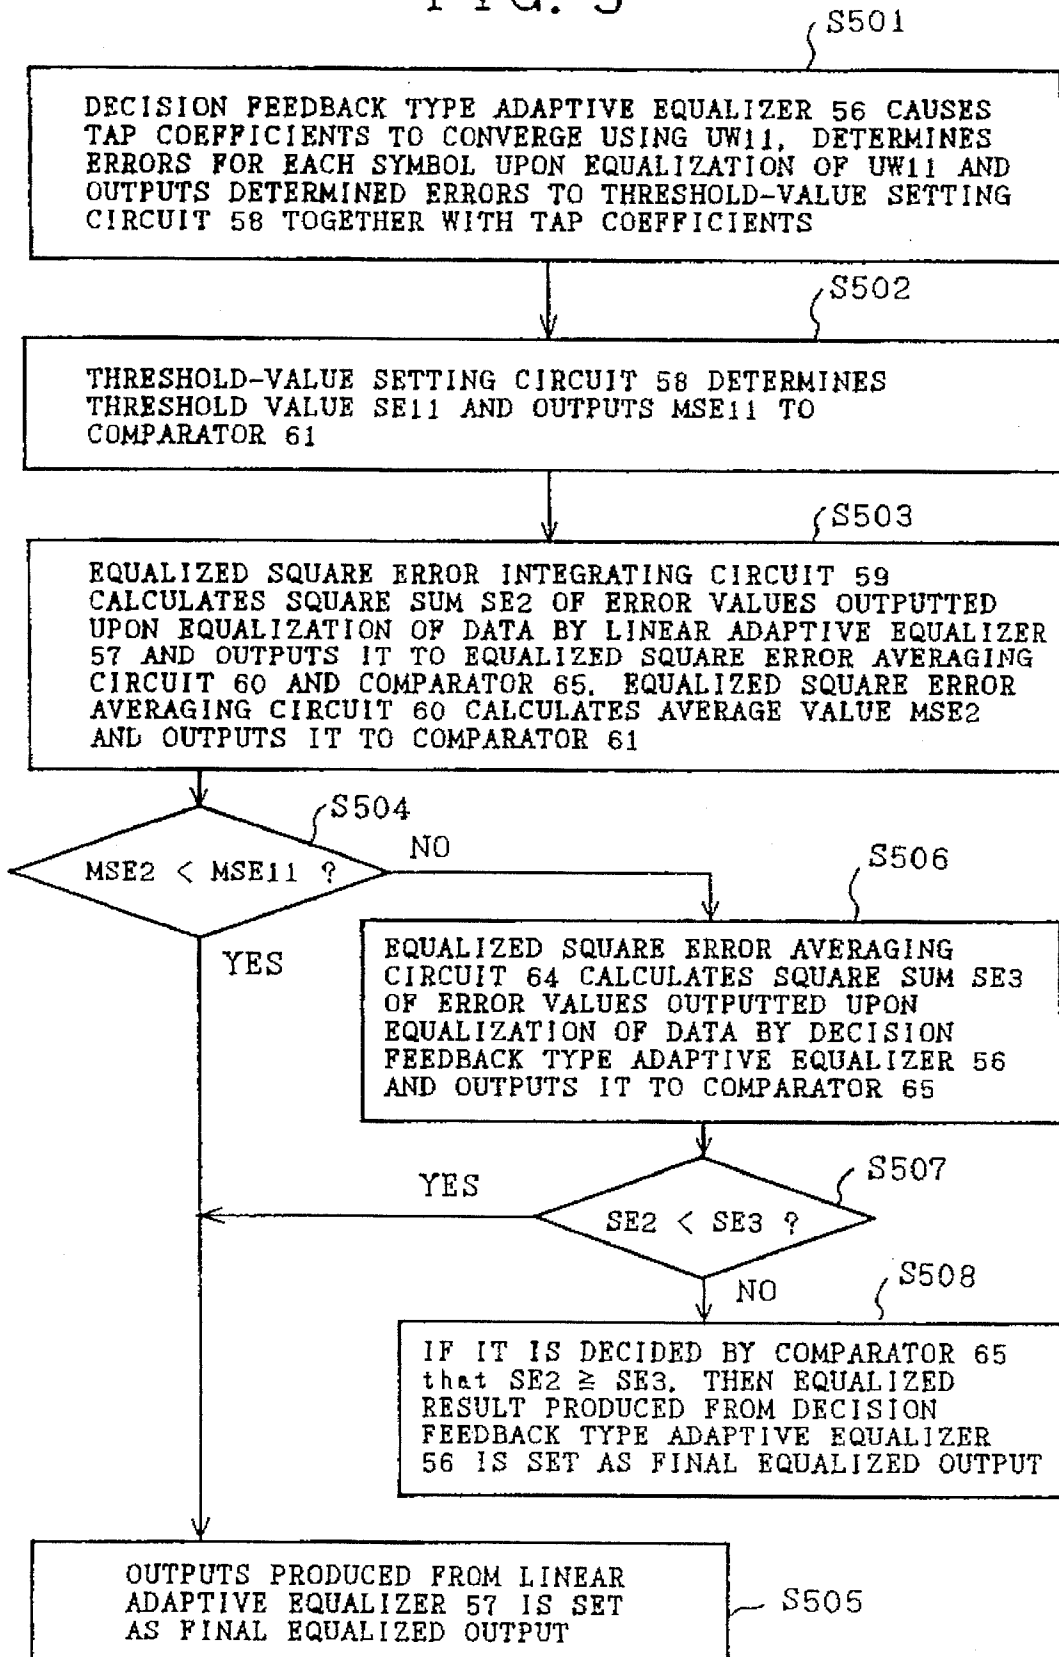 S501
DECISION FEEDBACK TYPE ADAPTIVE EQUALIZER 56 CAUSES
TAP COEFFICIENTS TO CONVERGE USING UW11, DETERMINES
ERRORS FOR EACH SYMBOL UPON EQUALIZATION OF UW11 AND
OUTPUTS DETERMINED ERRORS TO THRESHOLD-VALUE SETTING
CIRCUIT 58 TOGETHER WITH TAP COEFFICIENTS
S502
THRESHOLD-VALUE SETTING CIRCUIT 58 DETERMINES
THRESHOLD VALUE SE11 AND OUTPUTS MSE11 TO
COMPARATOR 61
S503
EQUALIZED SQUARE ERROR INTEGRATING CIRCUIT 59
CALCULATES SQUARE SUM SE2 OF ERROR VALUES OUTPUTTED
UPON EQUALIZATION OF DATA BY LINEAR ADAPTIVE EQUALIZER
57 AND OUTPUTS IT TO EQUALIZED SQUARE ERROR AVERAGING
CIRCUIT 60 AND COMPARATOR 65. EQUALIZED SQUARE ERROR
AVERAGING CIRCUIT 60 CALCULATES AVERAGE VALUE MSE2
AND OUTPUTS IT TO COMPARATOR 61
S504
MSE2 < MSE11 ?
NO
YES
S506
EQUALIZED SQUARE ERROR AVERAGING
CIRCUIT 64 CALCULATES SQUARE SUM SE3
OF ERROR VALUES OUTPUTTED UPON
EQUALIZATION OF DATA BY DECISION
FEEDBACK TYPE ADAPTIVE EQUALIZER 56
AND OUTPUTS IT TO COMPARATOR 65
S507
YES
SE2 < SE3 ?
NO
S508
IF IT IS DECIDED BY COMPARATOR 65
that SE2 ≧ SE3, THEN EQUALIZED
RESULT PRODUCED FROM DECISION
FEEDBACK TYPE ADAPTIVE EQUALIZER
56 IS SET AS FINAL EQUALIZED OUTPUT
OUTPUTS PRODUCED FROM LINEAR
ADAPTIVE EQUALIZER 57 IS SET
AS FINAL EQUALIZED OUTPUT
S505